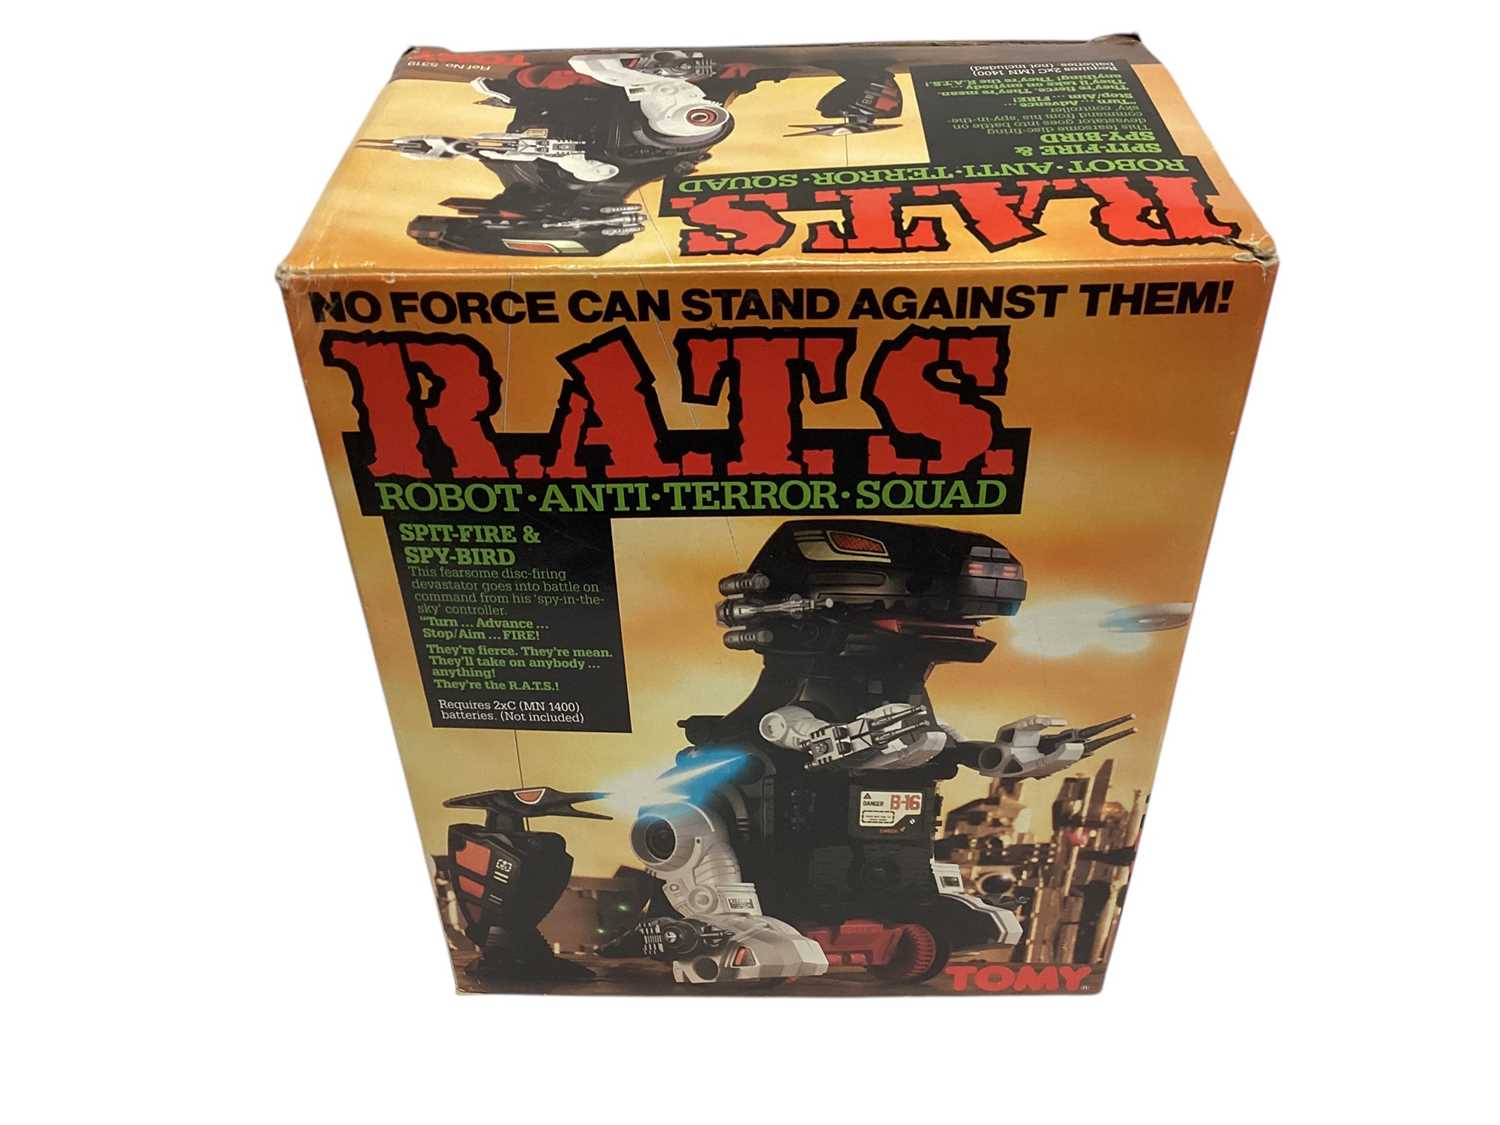 TOMY
Ref No. 5319
Requires 2xC (MN 1400)
batteries (not included)
They're fierce. They're mean.
They'll take on anybody ...
anything! They're the R.A.T.S.!
"Turn ... Advance ...
Stop/Aim ... FIRE!
This fearsome disc-firing
devastator goes into battle on
command from his 'spy-in-the-
sky' controller.
SPIT-FIRE &
SPY-BIRD
ROBOT·ANTI·TERROR·SQUAD
R.A.T.S.
NO FORCE CAN STAND AGAINST THEM!
R.A.T.S.
ROBOT·ANTI·TERROR·SQUAD
SPIT-FIRE &
SPY-BIRD
This fearsome disc-firing
devastator goes into battle on
command from his 'spy-in-the-
sky' controller.
"Turn ... Advance ...
Stop/Aim ... FIRE!
They're fierce. They're mean.
They'll take on anybody ...
anything!
They're the R.A.T.S.!
Requires 2xC (MN 1400)
batteries. (Not included)
DANGER B-16
CHECK
TOMY